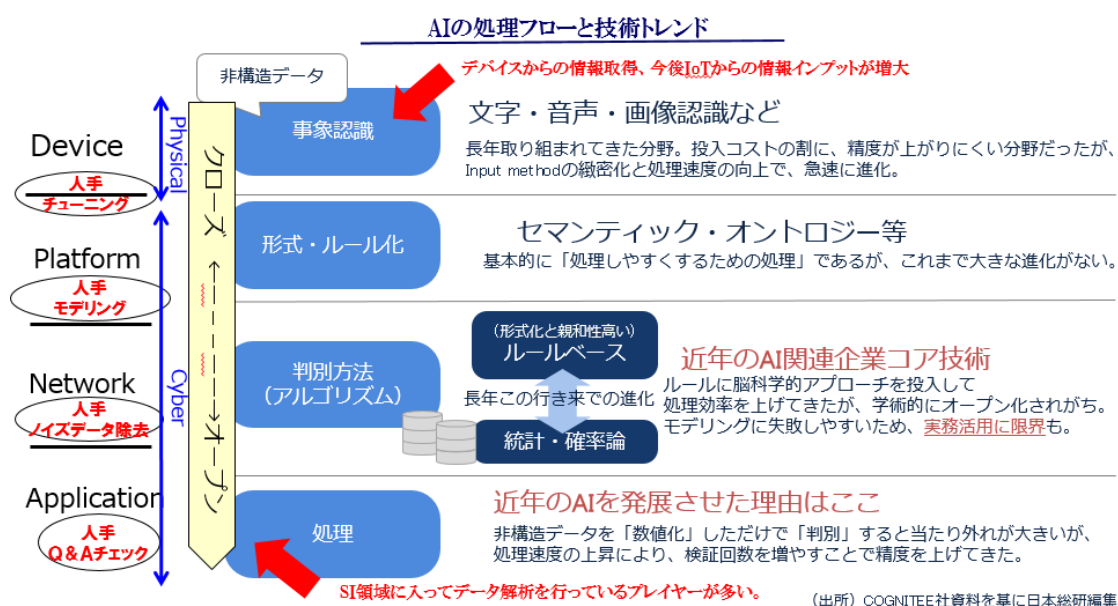 AIの処理フローと技術トレンド
非構造データ
デバイスからの情報取得、今後IoTからの情報インプットが増大
事象認識
文字・音声・画像認識など
長年取り組まれてきた分野。投入コストの割に、精度が上がりにくい分野だったが、
Input methodの緻密化と処理速度の向上で、急速に進化。
Physical
Device
人手
チューニング
クローズ ←------→オープン
形式・ルール化
セマンティック・オントロジー等
基本的に「処理しやすくするための処理」であるが、これまで大きな進化がない。
Platform
人手
モデリング
Cyber
判別方法
(アルゴリズム)
(形式化と親和性高い)
ルールベース
長年この行き来での進化
統計・確率論
近年のAI関連企業コア技術
ルールに脳科学的アプローチを投入して
処理効率を上げてきたが、学術的にオープン化されがち。
モデリングに失敗しやすいため、実務活用に限界も。
Network
人手
ノイズデータ除去
Application
人手
Q&Aチェック
処理
近年のAIを発展させた理由はここ
非構造データを「数値化」しただけで「判別」すると当たり外れが大きいが、
処理速度の上昇により、検証回数を増やすことで精度を上げてきた。
SI領域に入ってデータ解析を行っているプレイヤーが多い。
(出所)COGNITEE社資料を基に日本総研編集